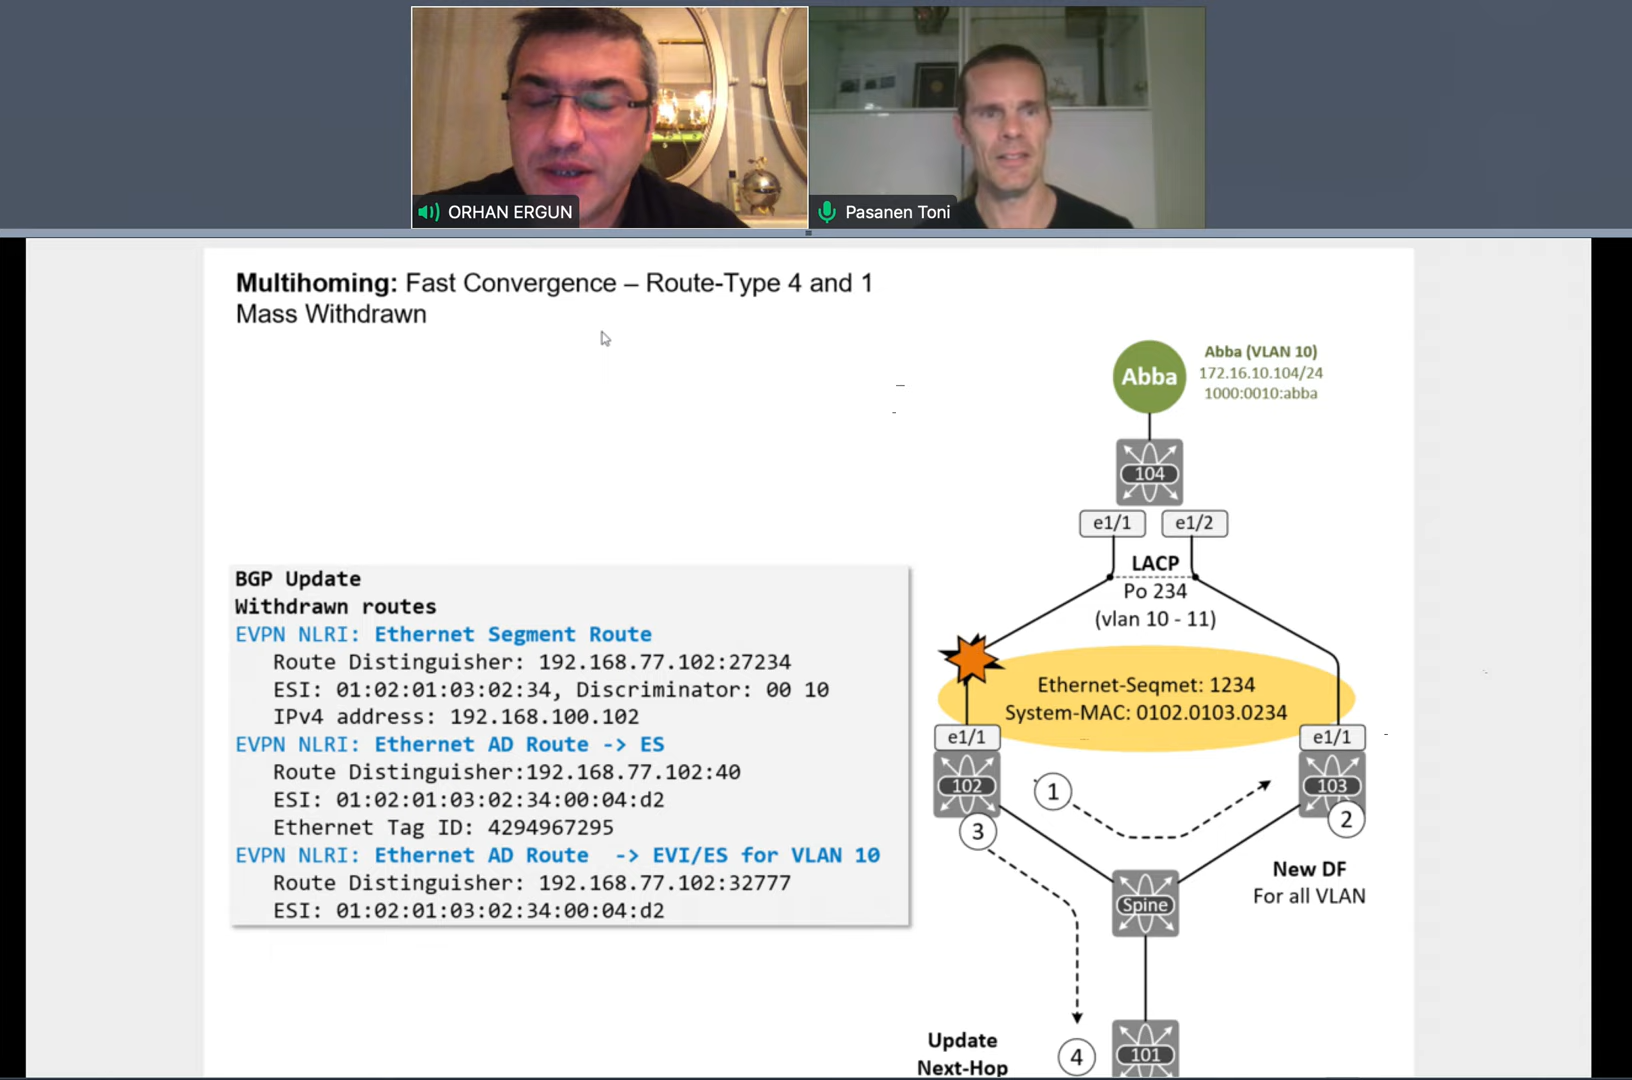 ORHAN ERGUN
Pasanen Toni
Multihoming: Fast Convergence – Route-Type 4 and 1
Mass Withdrawn
Abba
Abba (VLAN 10)
172.16.10.104/24
1000:0010:abba
104
e1/1
e1/2
LACP
Po 234
(vlan 10 - 11)
BGP Update
Withdrawn routes
EVPN NLRI: Ethernet Segment Route
Route Distinguisher: 192.168.77.102:27234
ESI: 01:02:01:03:02:34, Discriminator: 00 10
IPv4 address: 192.168.100.102
EVPN NLRI: Ethernet AD Route -> ES
Route Distinguisher:192.168.77.102:40
ESI: 01:02:01:03:02:34:00:04:d2
Ethernet Tag ID: 4294967295
EVPN NLRI: Ethernet AD Route -> EVI/ES for VLAN 10
Route Distinguisher: 192.168.77.102:32777
ESI: 01:02:01:03:02:34:00:04:d2
Ethernet-Seqmet: 1234
System-MAC: 0102.0103.0234
e1/1
e1/1
102
103
1
2
3
New DF
For all VLAN
Spine
Update
Next-Hop
4
101